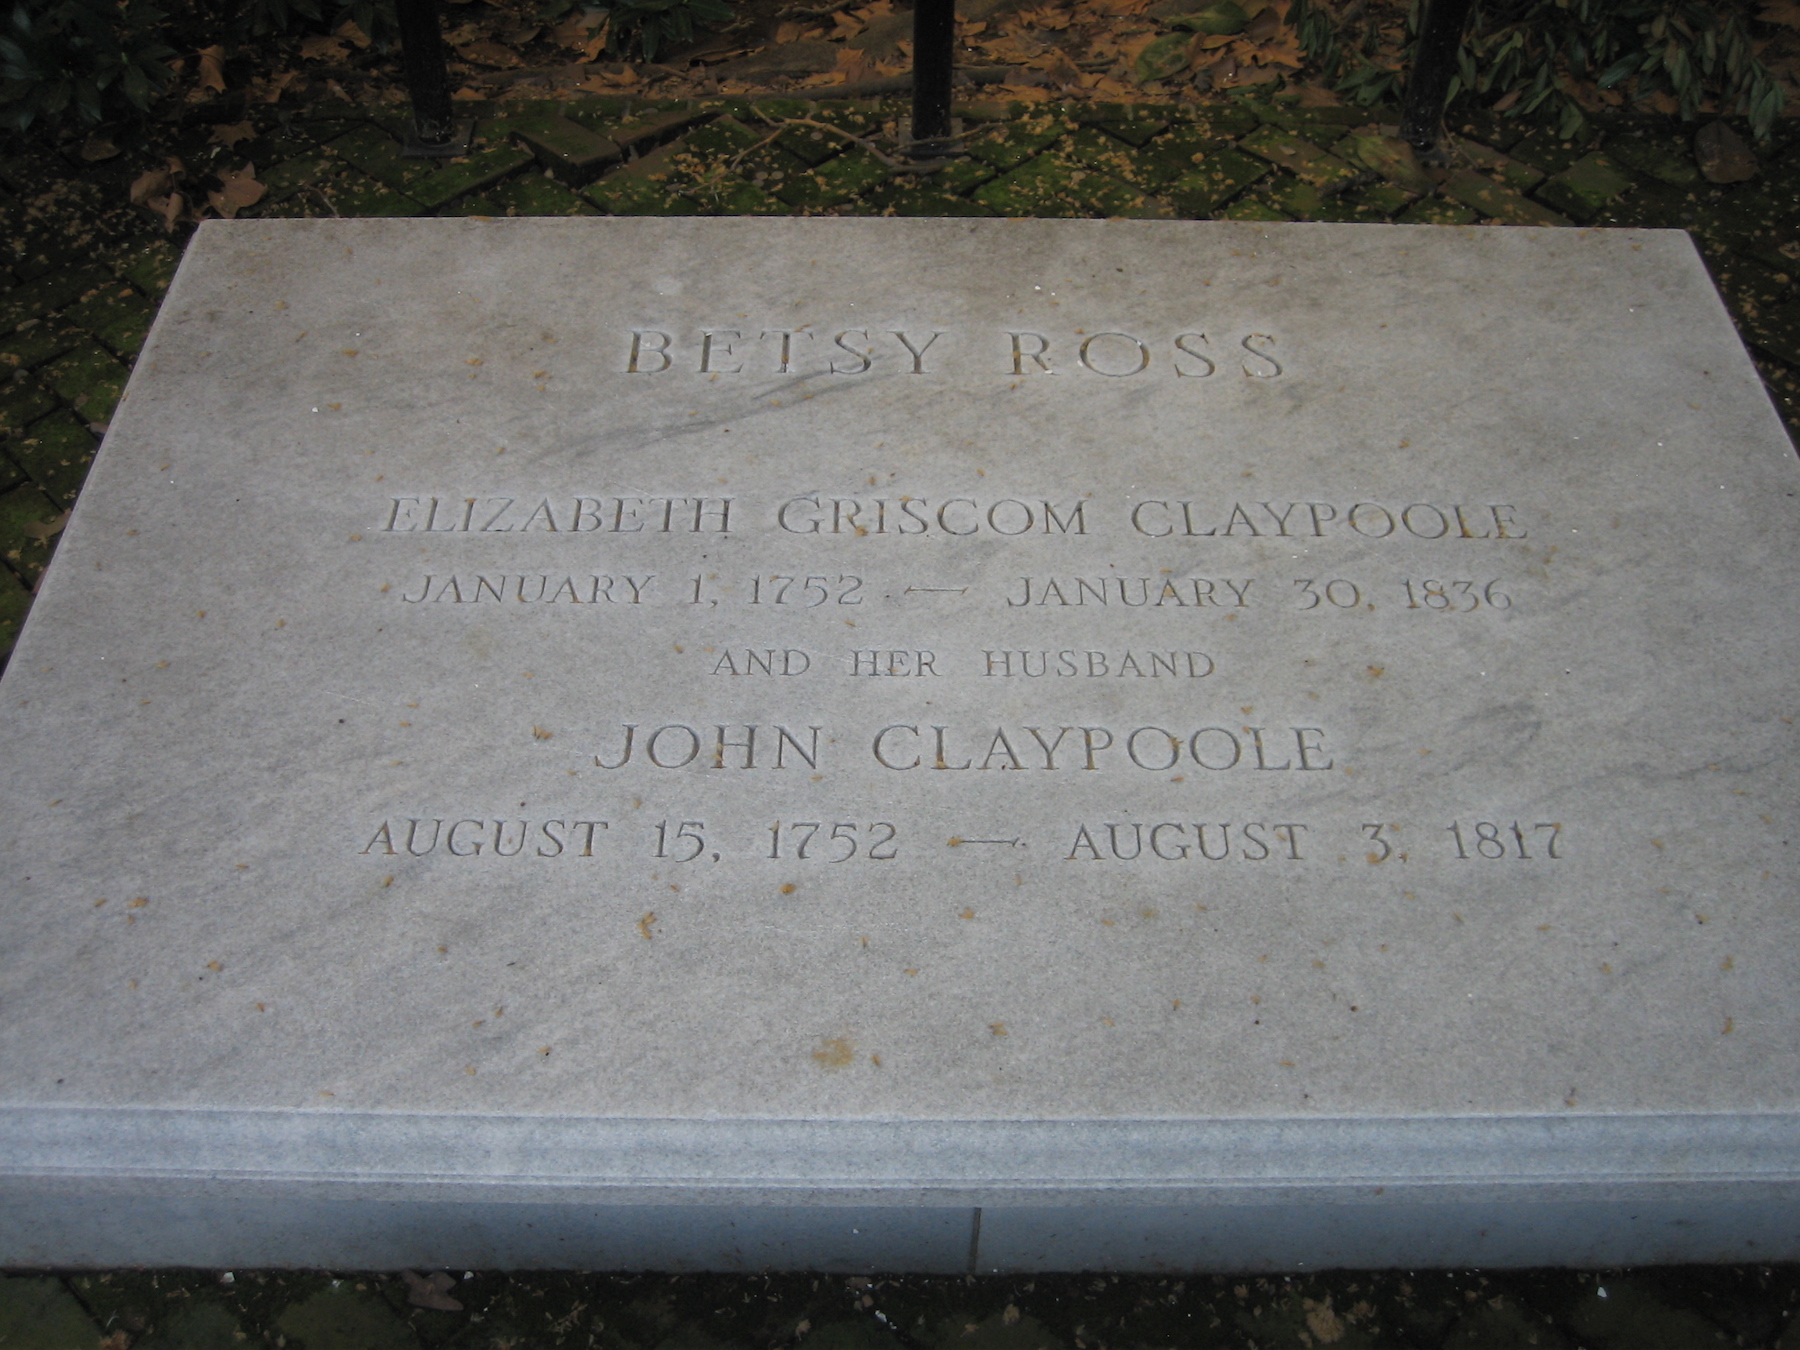 BETSY ROSS
ELIZABETH GRISCOM CLAYPOOLE
JANUARY 1, 1752 — JANUARY 30, 1836
AND HER HUSBAND
JOHN CLAYPOOLE
AUGUST 15, 1752 — AUGUST 3, 1817